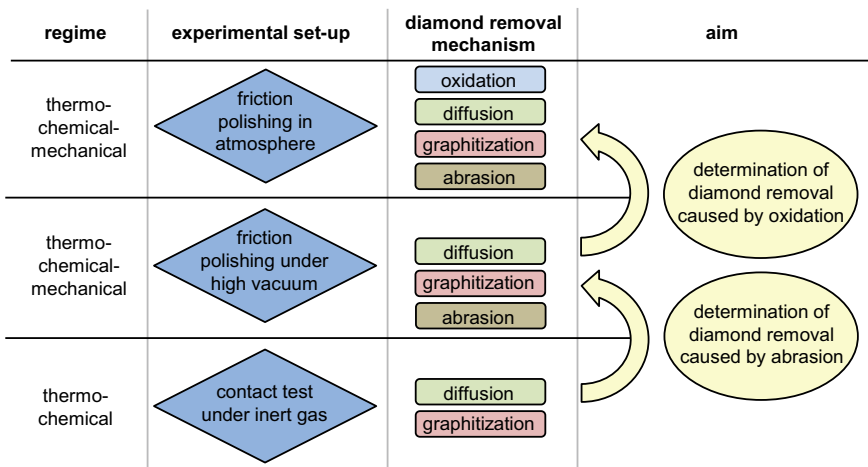 regime
experimental set-up
diamond removal
mechanism
aim
thermo-
chemical-
mechanical
friction
polishing in
atmosphere
oxidation
diffusion
graphitization
abrasion
determination of
diamond removal
caused by oxidation
thermo-
chemical-
mechanical
friction
polishing under
high vacuum
diffusion
graphitization
abrasion
determination of
diamond removal
caused by abrasion
thermo-
chemical
contact test
under inert gas
diffusion
graphitization